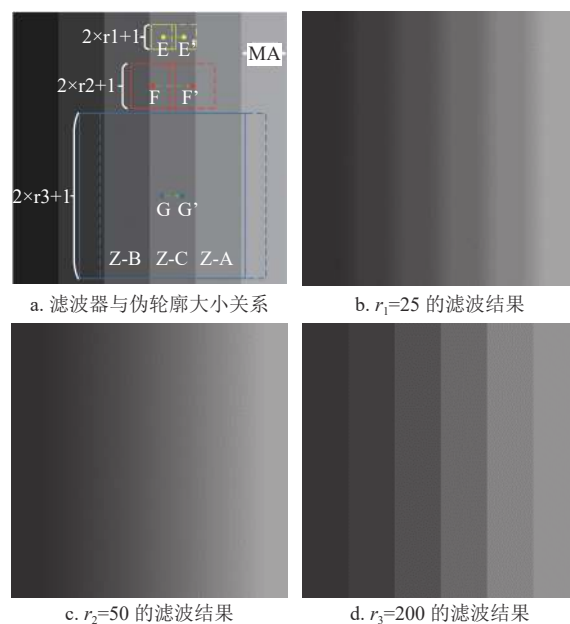 2×r1+1
E E'
MA
2×r2+1
F F'
2×r3+1
G G'
Z-B Z-C Z-A
a. 滤波器与伪轮廓大小关系
b. r₁=25 的滤波结果
c. r₂=50 的滤波结果
d. r₃=200 的滤波结果